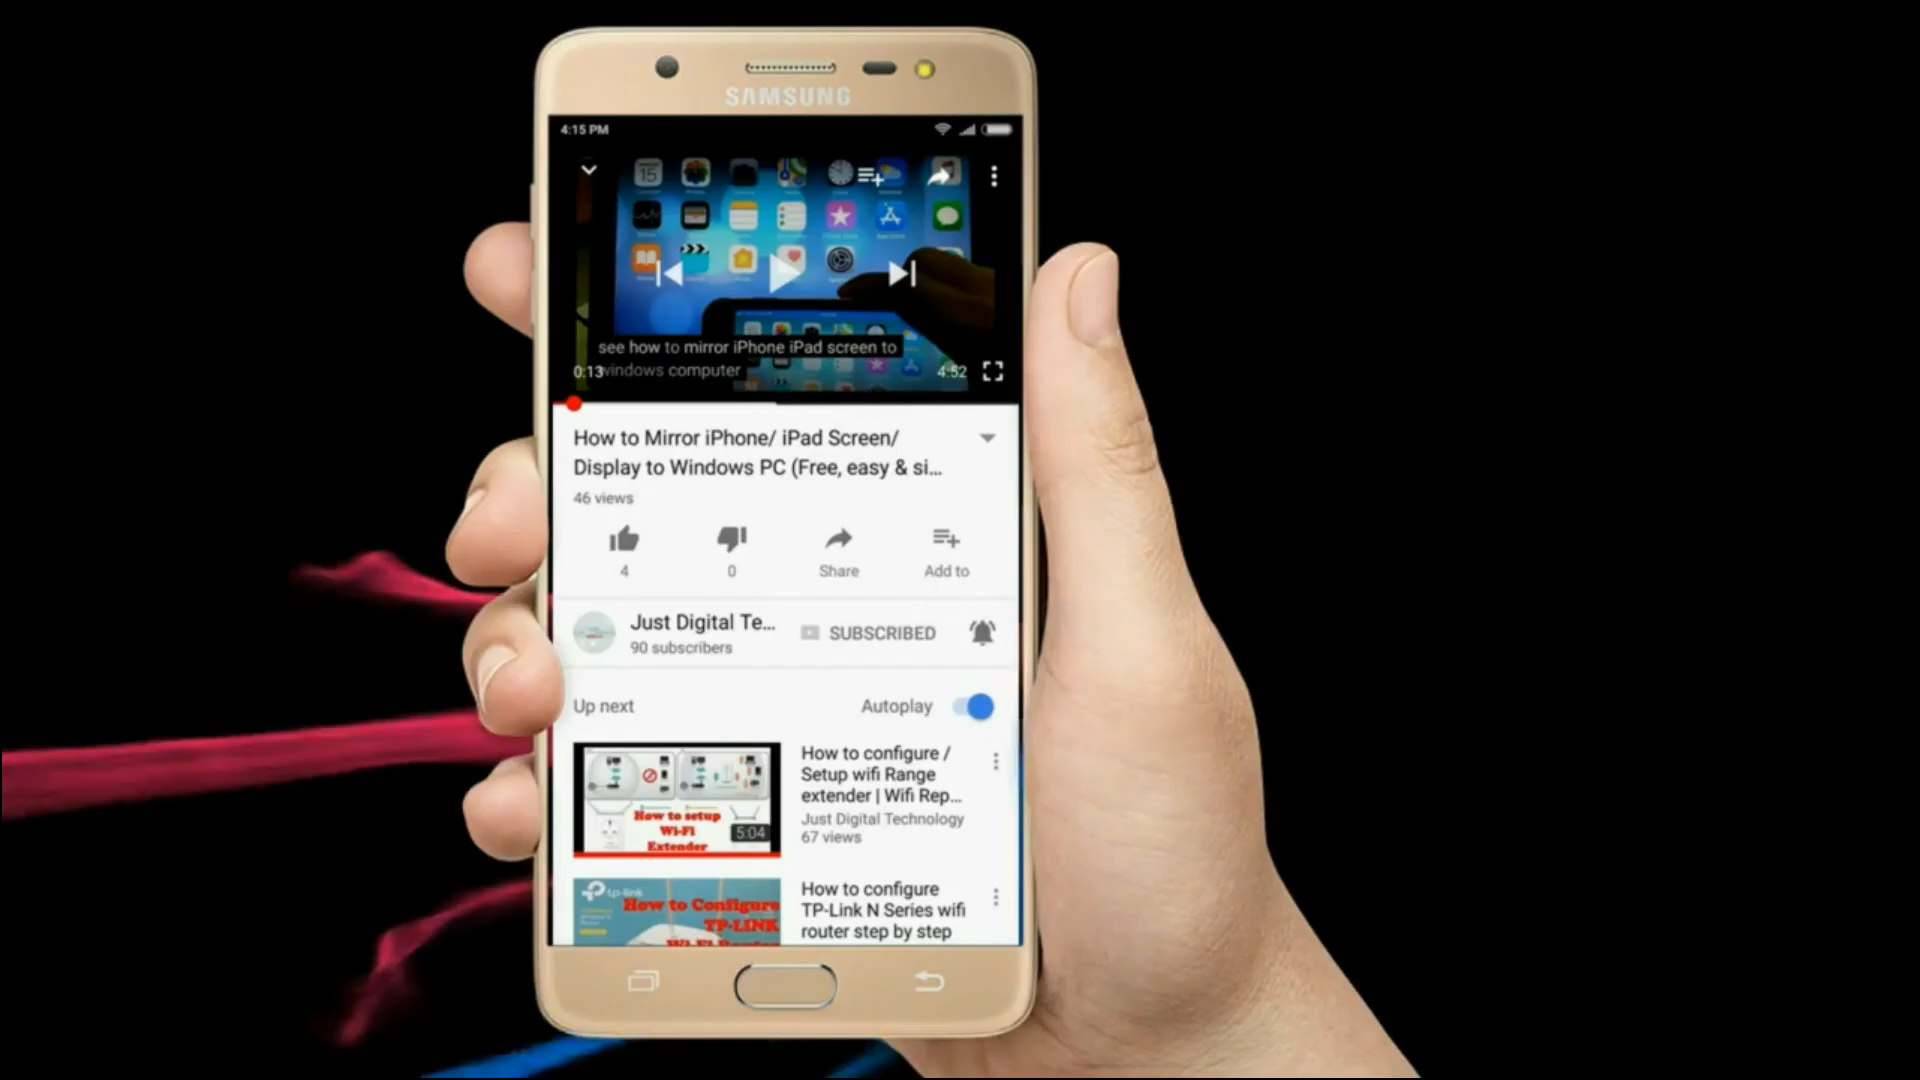 SAMSUNG
4:15 PM
15
see how to mirror iPhone iPad screen to
windows computer
0:13
4:52
How to Mirror iPhone/ iPad Screen/
Display to Windows PC (Free, easy & si...
46 views
4
0
Share
Add to
Just Digital Te...
SUBSCRIBED
90 subscribers
Up next
Autoplay
How to setup
Wi-Fi
Extender
5:04
How to configure /
Setup wifi Range
extender | Wifi Rep...
Just Digital Technology
67 views
tp-link
How to Configure
TP-LINK
Wi-Fi Router
How to configure
TP-Link N Series wifi
router step by step